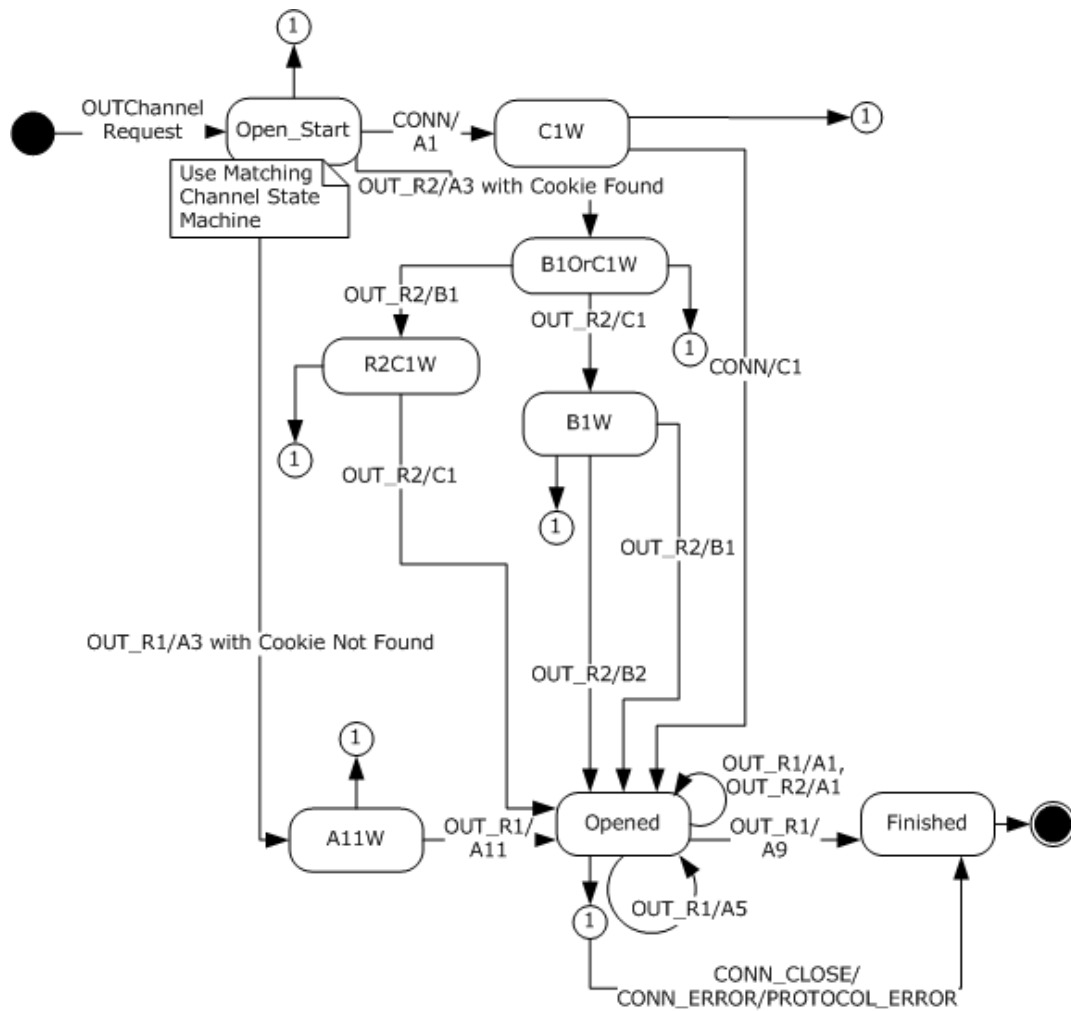 1
OUTChannel
Request
Open_Start
CONN/
A1
C1W
1
Use Matching
Channel State
Machine
OUT_R2/A3 with Cookie Found
B1OrC1W
OUT_R2/B1
OUT_R2/C1
1
CONN/C1
R2C1W
B1W
1
OUT_R2/C1
1
OUT_R2/B1
OUT_R1/A3 with Cookie Not Found
OUT_R2/B2
1
OUT_R1/A1,
OUT_R2/A1
A11W
OUT_R1/
A11
Opened
OUT_R1/
A9
Finished
OUT_R1/A5
1
CONN_CLOSE/
CONN_ERROR/PROTOCOL_ERROR